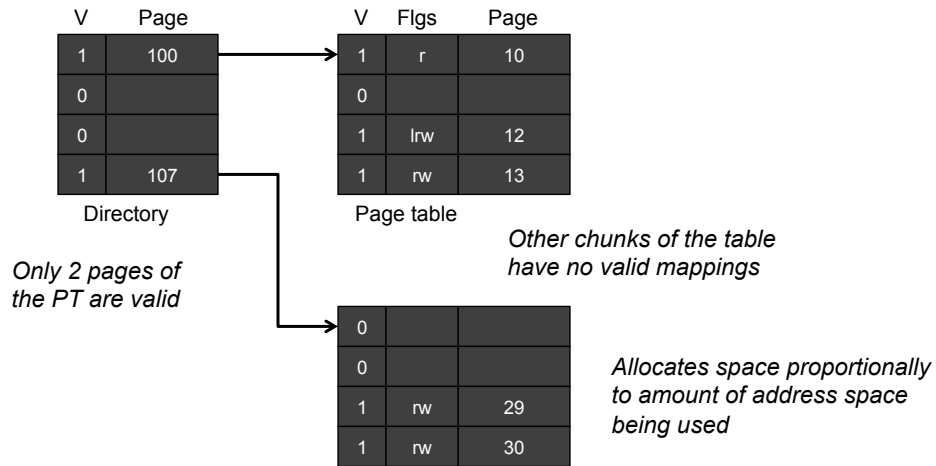 V Page V Flgs Page
1 100 1 r 10
0 0
0 1 lrw 12
1 107 1 rw 13
Directory Page table
Other chunks of the table
have no valid mappings
Only 2 pages of
the PT are valid
0
0
1 rw 29
1 rw 30
Allocates space proportionally
to amount of address space
being used